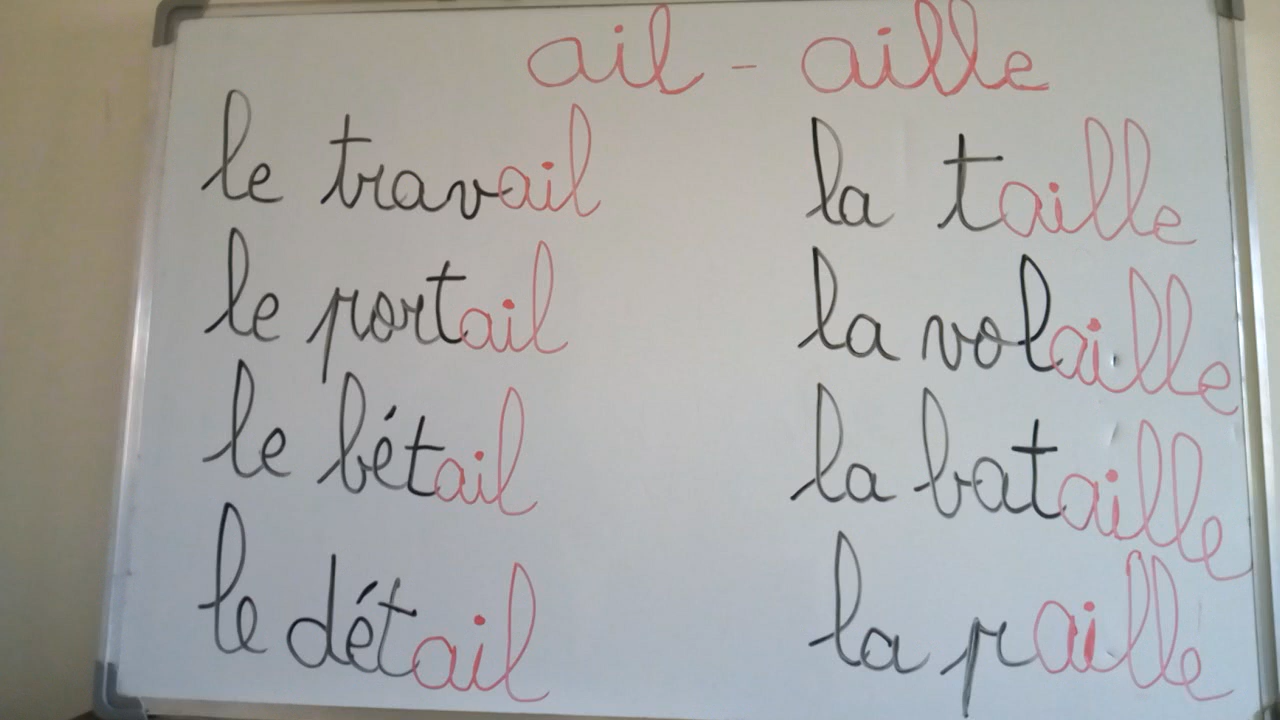 ail - aille
le travail la taille
le portail la volaille
le bétail la bataille
le détail la paille